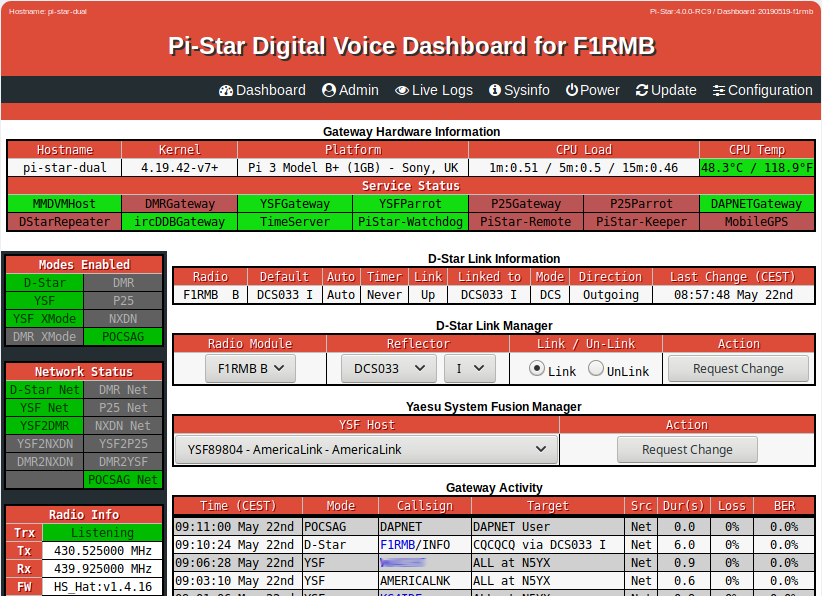 Hostname: pi-star-dual Pi-Star:4.0.0-RC9 / Dashboard: 20190519-f1rmb
Pi-Star Digital Voice Dashboard for F1RMB
Dashboard Admin Live Logs Sysinfo Power Update Configuration
Gateway Hardware Information
Hostname Kernel Platform CPU Load CPU Temp
pi-star-dual 4.19.42-v7+ Pi 3 Model B+ (1GB) - Sony, UK 1m:0.51 / 5m:0.5 / 15m:0.46 48.3°C / 118.9°F
Service Status
MMDVMHost DMRGateway YSFGateway YSFParrot P25Gateway P25Parrot DAPNETGateway
DStarRepeater ircDDBGateway TimeServer PiStar-Watchdog PiStar-Remote PiStar-Keeper MobileGPS
Modes Enabled
D-Star DMR
YSF P25
YSF XMode NXDN
DMR XMode POCSAG
Network Status
D-Star Net DMR Net
YSF Net P25 Net
YSF2DMR NXDN Net
YSF2NXDN YSF2P25
DMR2NXDN DMR2YSF
POCSAG Net
Radio Info
Trx Listening
Tx 430.525000 MHz
Rx 439.925000 MHz
FW HS_Hat:v1.4.16
D-Star Link Information
Radio Default Auto Timer Link Linked to Mode Direction Last Change (CEST)
F1RMB B DCS033 I Auto Never Up DCS033 I DCS Outgoing 08:57:48 May 22nd
D-Star Link Manager
Radio Module Reflector Link / Un-Link Action
F1RMB B DCS033 I Link UnLink Request Change
Yaesu System Fusion Manager
YSF Host Action
YSF89804 - AmericaLink - AmericaLink Request Change
Gateway Activity
Time (CEST) Mode Callsign Target Src Dur(s) Loss BER
09:11:00 May 22nd POCSAG DAPNET DAPNET User Net 0.0 0% 0.0%
09:10:24 May 22nd D-Star F1RMB/INFO CQCQCQ via DCS033 I Net 6.0 0% 0.0%
09:06:28 May 22nd YSF ALL at N5YX Net 0.9 0% 0.0%
09:03:10 May 22nd YSF AMERICALNK ALL at N5YX Net 0.6 0% 0.0%